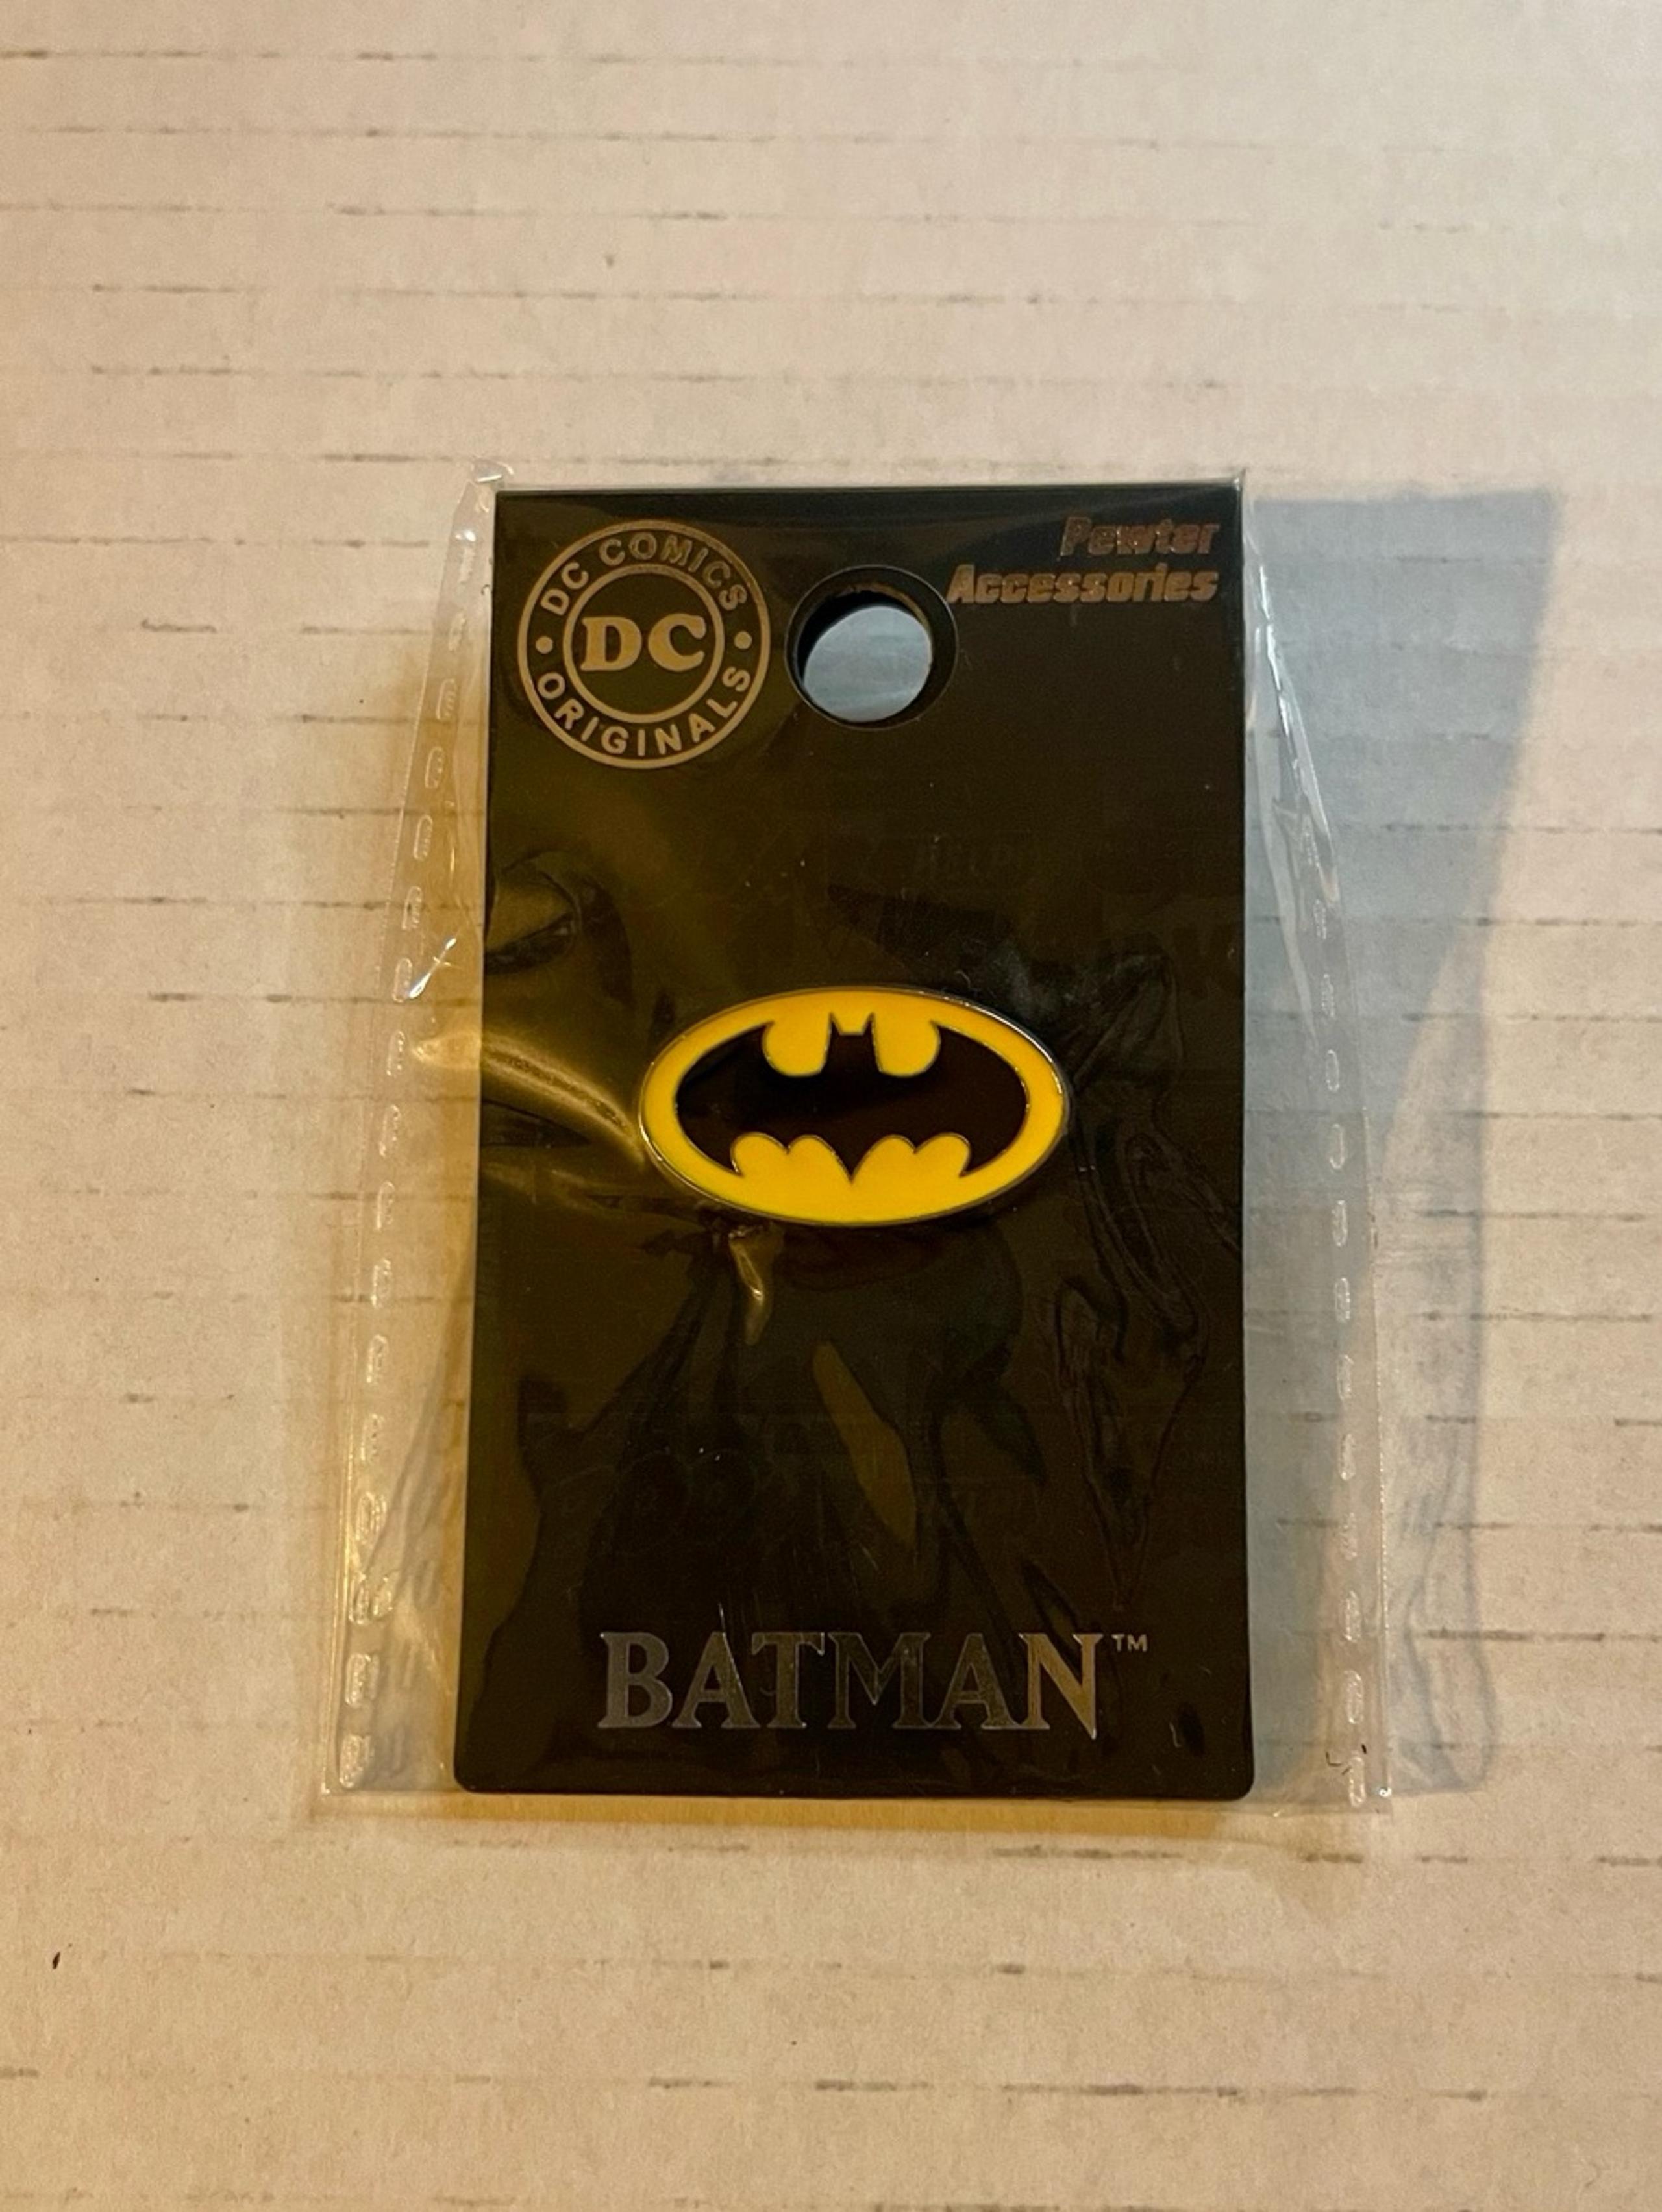 DC COMICS
DC
ORIGINALS
Pewter
Accessories
BATMAN™